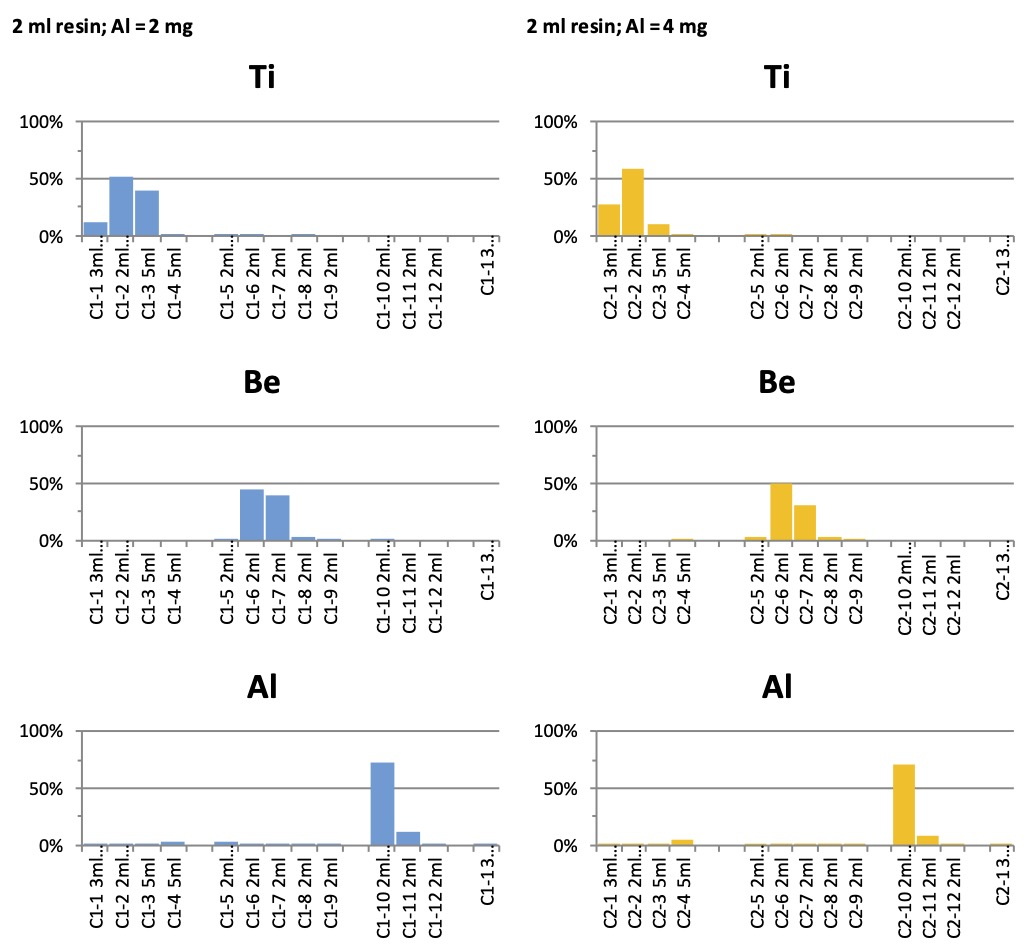 2 ml resin; Al = 2 mg
2 ml resin; Al = 4 mg
Ti
100%
50%
0%
C1-1 3ml...
C1-2 2ml...
C1-3 5ml
C1-4 5ml
C1-5 2ml...
C1-6 2ml
C1-7 2ml
C1-8 2ml
C1-9 2ml
C1-10 2ml...
C1-11 2ml
C1-12 2ml
C1-13...
Ti
100%
50%
0%
C2-1 3ml...
C2-2 2ml...
C2-3 5ml
C2-4 5ml
C2-5 2ml...
C2-6 2ml
C2-7 2ml
C2-8 2ml
C2-9 2ml
C2-10 2ml...
C2-11 2ml
C2-12 2ml
C2-13...
Be
100%
50%
0%
C1-1 3ml...
C1-2 2ml...
C1-3 5ml
C1-4 5ml
C1-5 2ml...
C1-6 2ml
C1-7 2ml
C1-8 2ml
C1-9 2ml
C1-10 2ml...
C1-11 2ml
C1-12 2ml
C1-13...
Be
100%
50%
0%
C2-1 3ml...
C2-2 2ml...
C2-3 5ml
C2-4 5ml
C2-5 2ml...
C2-6 2ml
C2-7 2ml
C2-8 2ml
C2-9 2ml
C2-10 2ml...
C2-11 2ml
C2-12 2ml
C2-13...
Al
100%
50%
0%
C1-1 3ml...
C1-2 2ml...
C1-3 5ml
C1-4 5ml
C1-5 2ml...
C1-6 2ml
C1-7 2ml
C1-8 2ml
C1-9 2ml
C1-10 2ml...
C1-11 2ml
C1-12 2ml
C1-13...
Al
100%
50%
0%
C2-1 3ml...
C2-2 2ml...
C2-3 5ml
C2-4 5ml
C2-5 2ml...
C2-6 2ml
C2-7 2ml
C2-8 2ml
C2-9 2ml
C2-10 2ml...
C2-11 2ml
C2-12 2ml
C2-13...